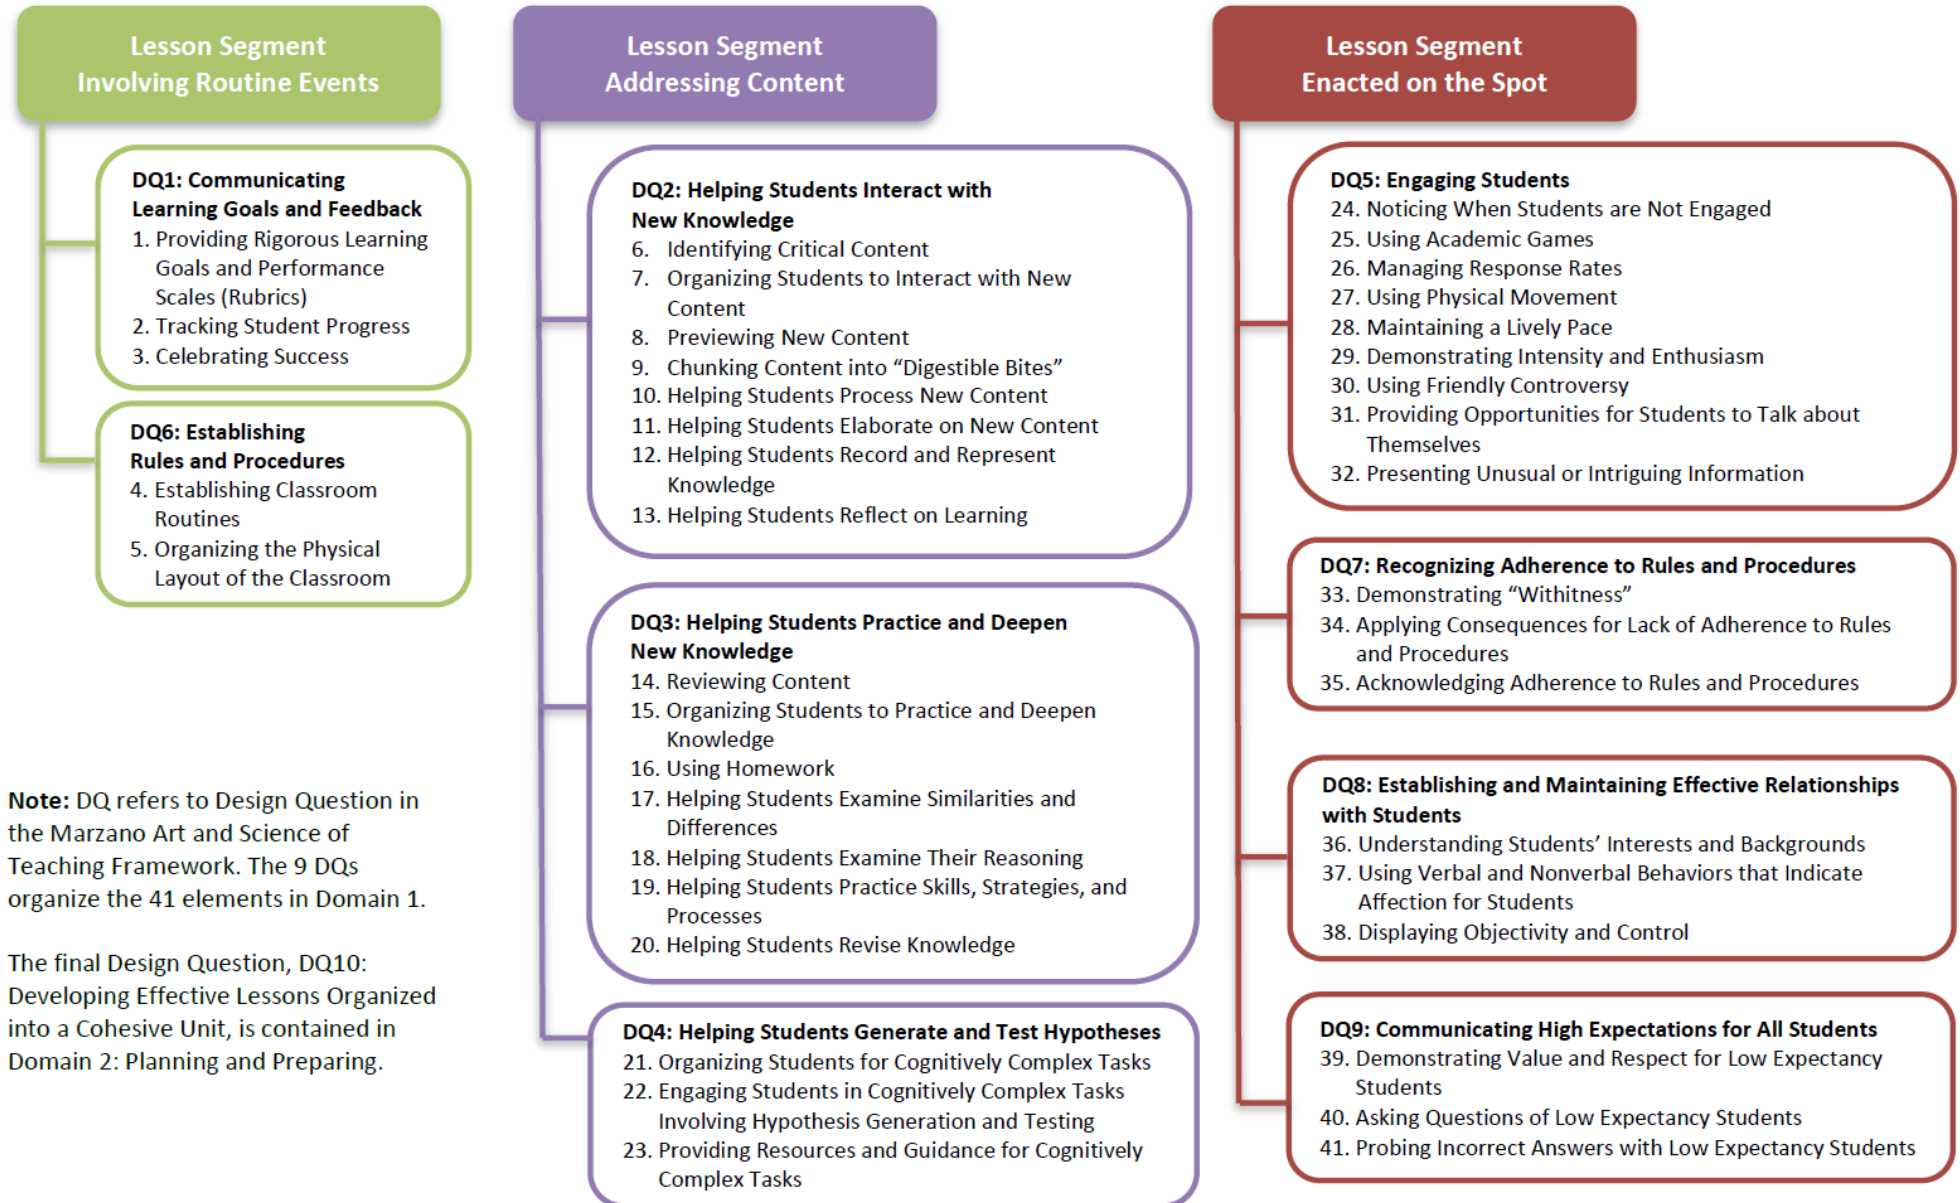 Lesson Segment
Involving Routine Events
DQ1: Communicating
Learning Goals and Feedback
1. Providing Rigorous Learning
Goals and Performance
Scales (Rubrics)
2. Tracking Student Progress
3. Celebrating Success
DQ6: Establishing
Rules and Procedures
4. Establishing Classroom
Routines
5. Organizing the Physical
Layout of the Classroom
Note: DQ refers to Design Question in
the Marzano Art and Science of
Teaching Framework. The 9 DQs
organize the 41 elements in Domain 1.
The final Design Question, DQ10:
Developing Effective Lessons Organized
into a Cohesive Unit, is contained in
Domain 2: Planning and Preparing.
Lesson Segment
Addressing Content
DQ2: Helping Students Interact with
New Knowledge
6. Identifying Critical Content
7. Organizing Students to Interact with New
Content
8. Previewing New Content
9. Chunking Content into “Digestible Bites”
10. Helping Students Process New Content
11. Helping Students Elaborate on New Content
12. Helping Students Record and Represent
Knowledge
13. Helping Students Reflect on Learning
DQ3: Helping Students Practice and Deepen
New Knowledge
14. Reviewing Content
15. Organizing Students to Practice and Deepen
Knowledge
16. Using Homework
17. Helping Students Examine Similarities and
Differences
18. Helping Students Examine Their Reasoning
19. Helping Students Practice Skills, Strategies, and
Processes
20. Helping Students Revise Knowledge
DQ4: Helping Students Generate and Test Hypotheses
21. Organizing Students for Cognitively Complex Tasks
22. Engaging Students in Cognitively Complex Tasks
Involving Hypothesis Generation and Testing
23. Providing Resources and Guidance for Cognitively
Complex Tasks
Lesson Segment
Enacted on the Spot
DQ5: Engaging Students
24. Noticing When Students are Not Engaged
25. Using Academic Games
26. Managing Response Rates
27. Using Physical Movement
28. Maintaining a Lively Pace
29. Demonstrating Intensity and Enthusiasm
30. Using Friendly Controversy
31. Providing Opportunities for Students to Talk about
Themselves
32. Presenting Unusual or Intriguing Information
DQ7: Recognizing Adherence to Rules and Procedures
33. Demonstrating “Withitness”
34. Applying Consequences for Lack of Adherence to Rules
and Procedures
35. Acknowledging Adherence to Rules and Procedures
DQ8: Establishing and Maintaining Effective Relationships
with Students
36. Understanding Students’ Interests and Backgrounds
37. Using Verbal and Nonverbal Behaviors that Indicate
Affection for Students
38. Displaying Objectivity and Control
DQ9: Communicating High Expectations for All Students
39. Demonstrating Value and Respect for Low Expectancy
Students
40. Asking Questions of Low Expectancy Students
41. Probing Incorrect Answers with Low Expectancy Students